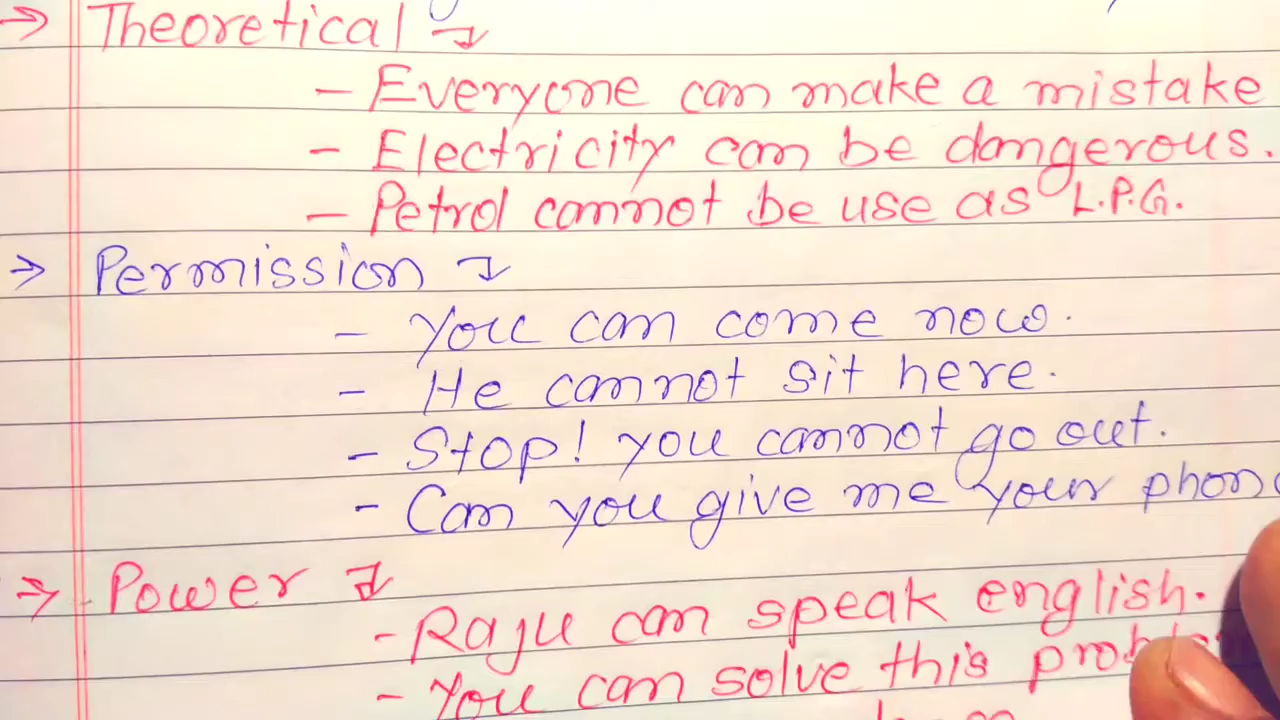 → Theoretical ↴
- Everyone can make a mistake
- Electricity can be dangerous.
- Petrol cannot be use as L.P.G.
→ Permission ↴
- You can come now.
- He cannot sit here.
- Stop! you cannot go out.
- Can you give me your
→ Power ↴
- Raju can speak english.
- You can solve this